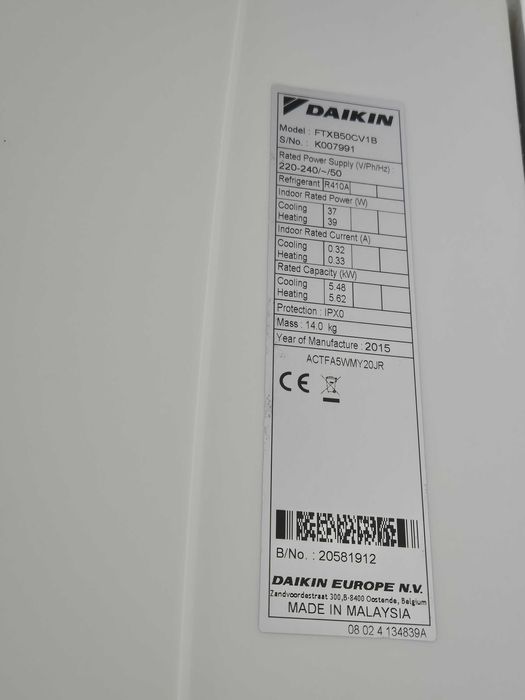 DAIKIN
Model : FTXB50CV1B
S/No. : K007991
Rated Power Supply (V/Ph/Hz) :
220-240/~/50
Refrigerant R410A
Indoor Rated Power (W)
Cooling 37
Heating 39
Indoor Rated Current (A)
Cooling 0.32
Heating 0.33
Rated Capacity (kW)
Cooling 5.48
Heating 5.62
Protection : IPX0
Mass : 14.0 kg
Year of Manufacture : 2015
ACTFA5WMY20JR
CE
B/No. : 20581912
DAIKIN EUROPE N.V.
Zandvoordestraat 300,B-8400 Oostende, Belgium
MADE IN MALAYSIA
08 02 4 134839A